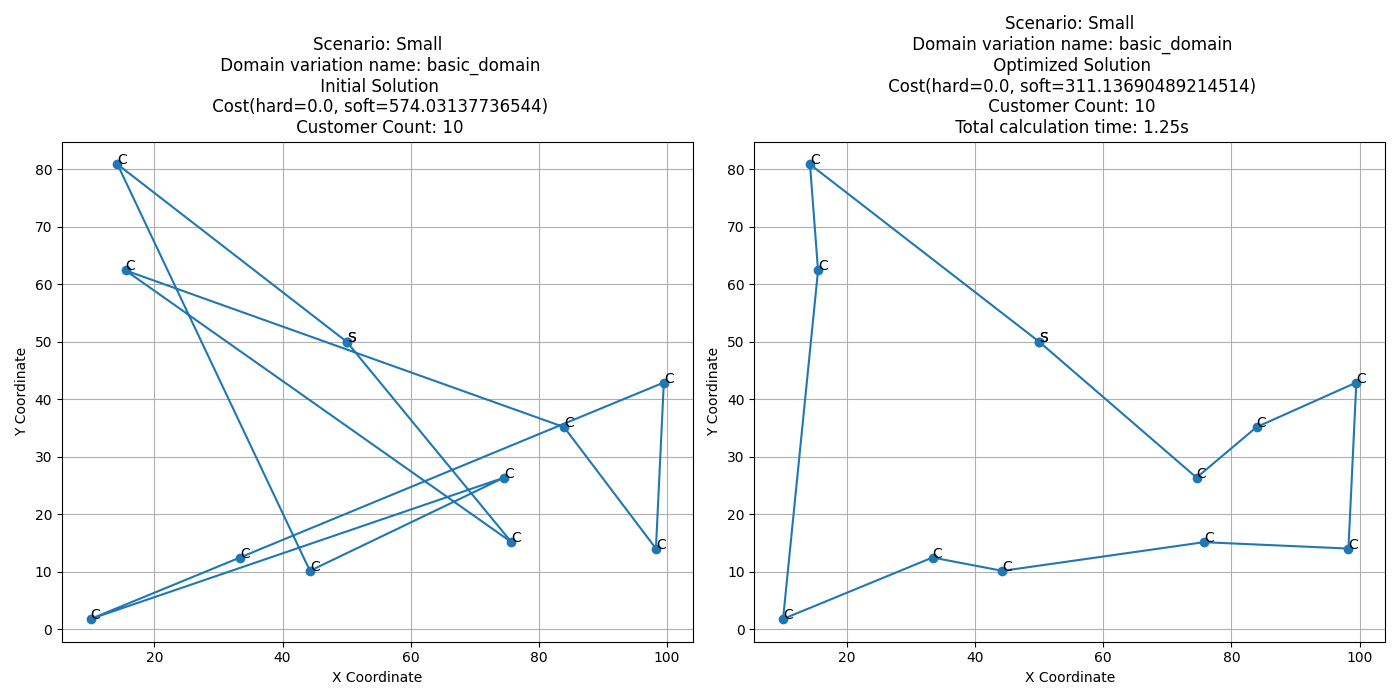 Scenario: Small
Domain variation name: basic_domain
Initial Solution
Cost(hard=0.0, soft=574.03137736544)
Customer Count: 10
80
70
60
50
40
30
20
10
0
Y Coordinate
C
C
S
C
C
C
C
C
C
C
C
20
40
60
80
100
X Coordinate
Scenario: Small
Domain variation name: basic_domain
Optimized Solution
Cost(hard=0.0, soft=311.13690489214514)
Customer Count: 10
Total calculation time: 1.25s
80
70
60
50
40
30
20
10
0
Y Coordinate
C
C
S
C
C
C
C
C
C
C
C
20
40
60
80
100
X Coordinate